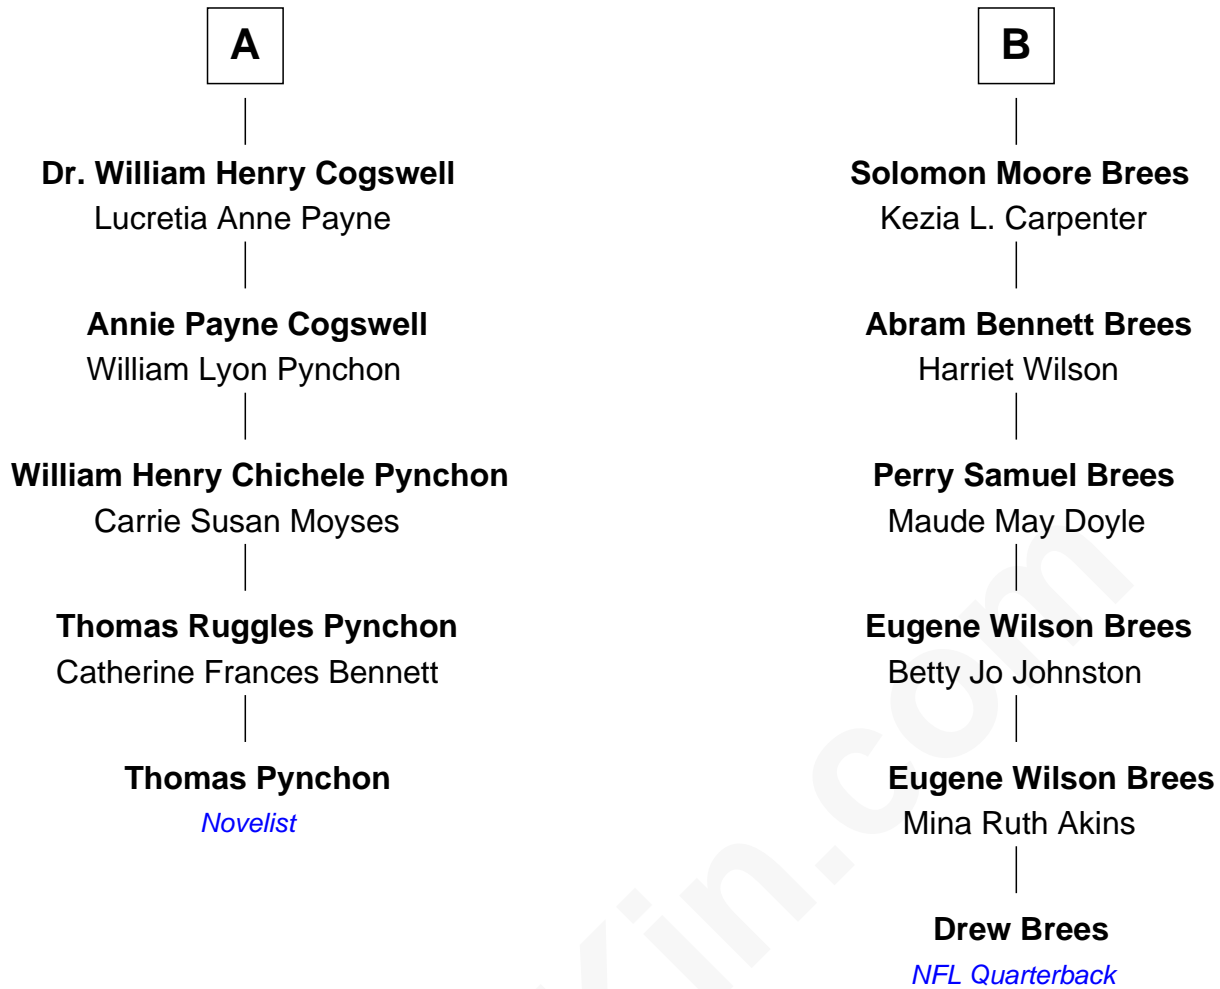 A
Dr. William Henry Cogswell
Lucretia Anne Payne
Annie Payne Cogswell
William Lyon Pynchon
William Henry Chichele Pynchon
Carrie Susan Moyses
Thomas Ruggles Pynchon
Catherine Frances Bennett
Thomas Pynchon
Novelist
B
Solomon Moore Brees
Kezia L. Carpenter
Abram Bennett Brees
Harriet Wilson
Perry Samuel Brees
Maude May Doyle
Eugene Wilson Brees
Betty Jo Johnston
Eugene Wilson Brees
Mina Ruth Akins
Drew Brees
NFL Quarterback
Kin.com